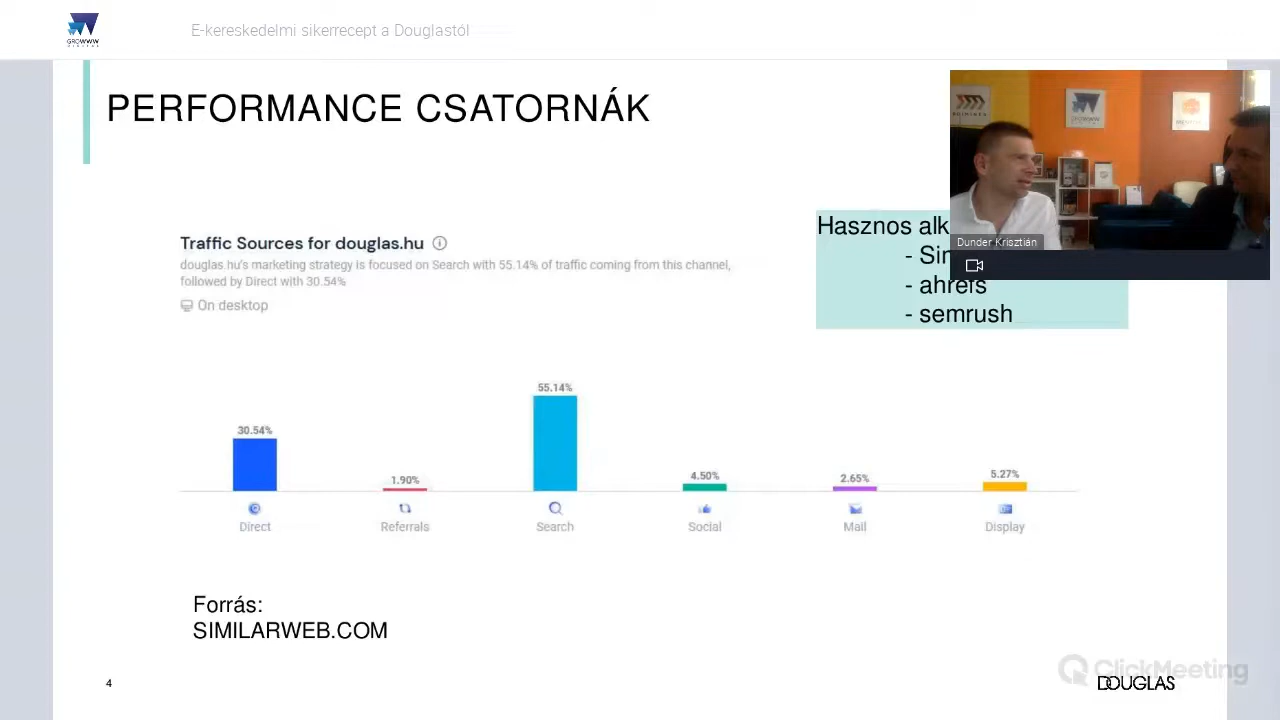 E-kereskedelmi sikerrecept a Douglastól
GROWWW
DIGITAL
PERFORMANCE CSATORNÁK
Traffic Sources for douglas.hu
douglas.hu's marketing strategy is focused on Search with 55.14% of traffic coming from this channel,
followed by Direct with 30.54%
On desktop
Hasznos alk
- Sim
- ahrefs
- semrush
Dunder Krisztián
30.54%
1.90%
55.14%
4.50%
2.65%
5.27%
Direct
Referrals
Search
Social
Mail
Display
Forrás:
SIMILARWEB.COM
4
ClickMeeting
DOUGLAS